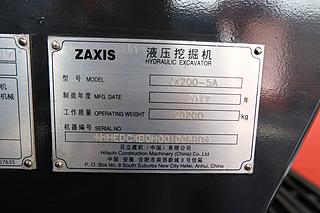 ZAXIS
液压挖掘机
HYDRAULIC EXCAVATOR
型号 MODEL ZX200-5A
制造年度 MFG. DATE 2017
工作质量 OPERATING WEIGHT 20200 kg
机器编号 SERIAL NO.
日立建机（中国）有限公司
Hitachi Construction Machinery (China) Co., Ltd
中国 安徽 合肥市南郊邮城8号信箱
P. O. Box No. 8 South Suburbs New City Hefei, Anhui, China